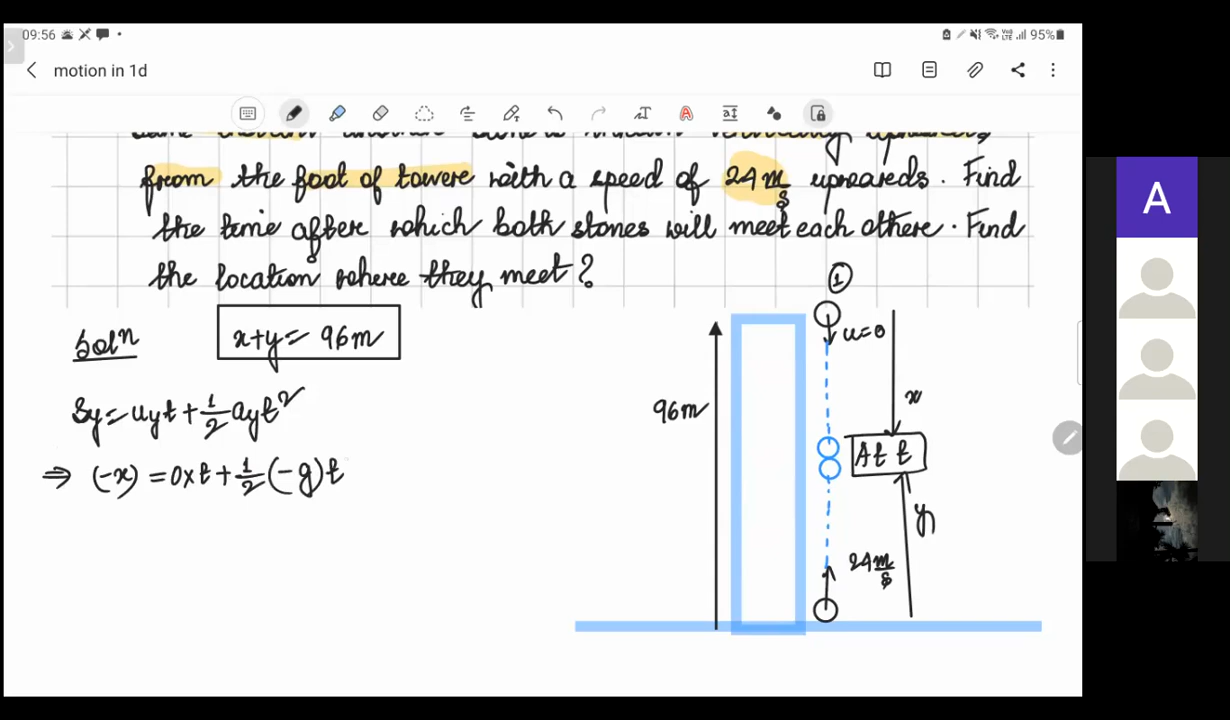 09:56 95%
motion in 1d
from the foot of tower with a speed of 24 m/s upwards. Find
the time after which both stones will meet each other. Find
the location where they meet?
①
Solⁿ x+y = 96m u=0
x
96m
Sy = uyt + 1/2 ayt²
At t
⇒ (-x) = 0xt + 1/2 (-g) t
y
24 m/s
A